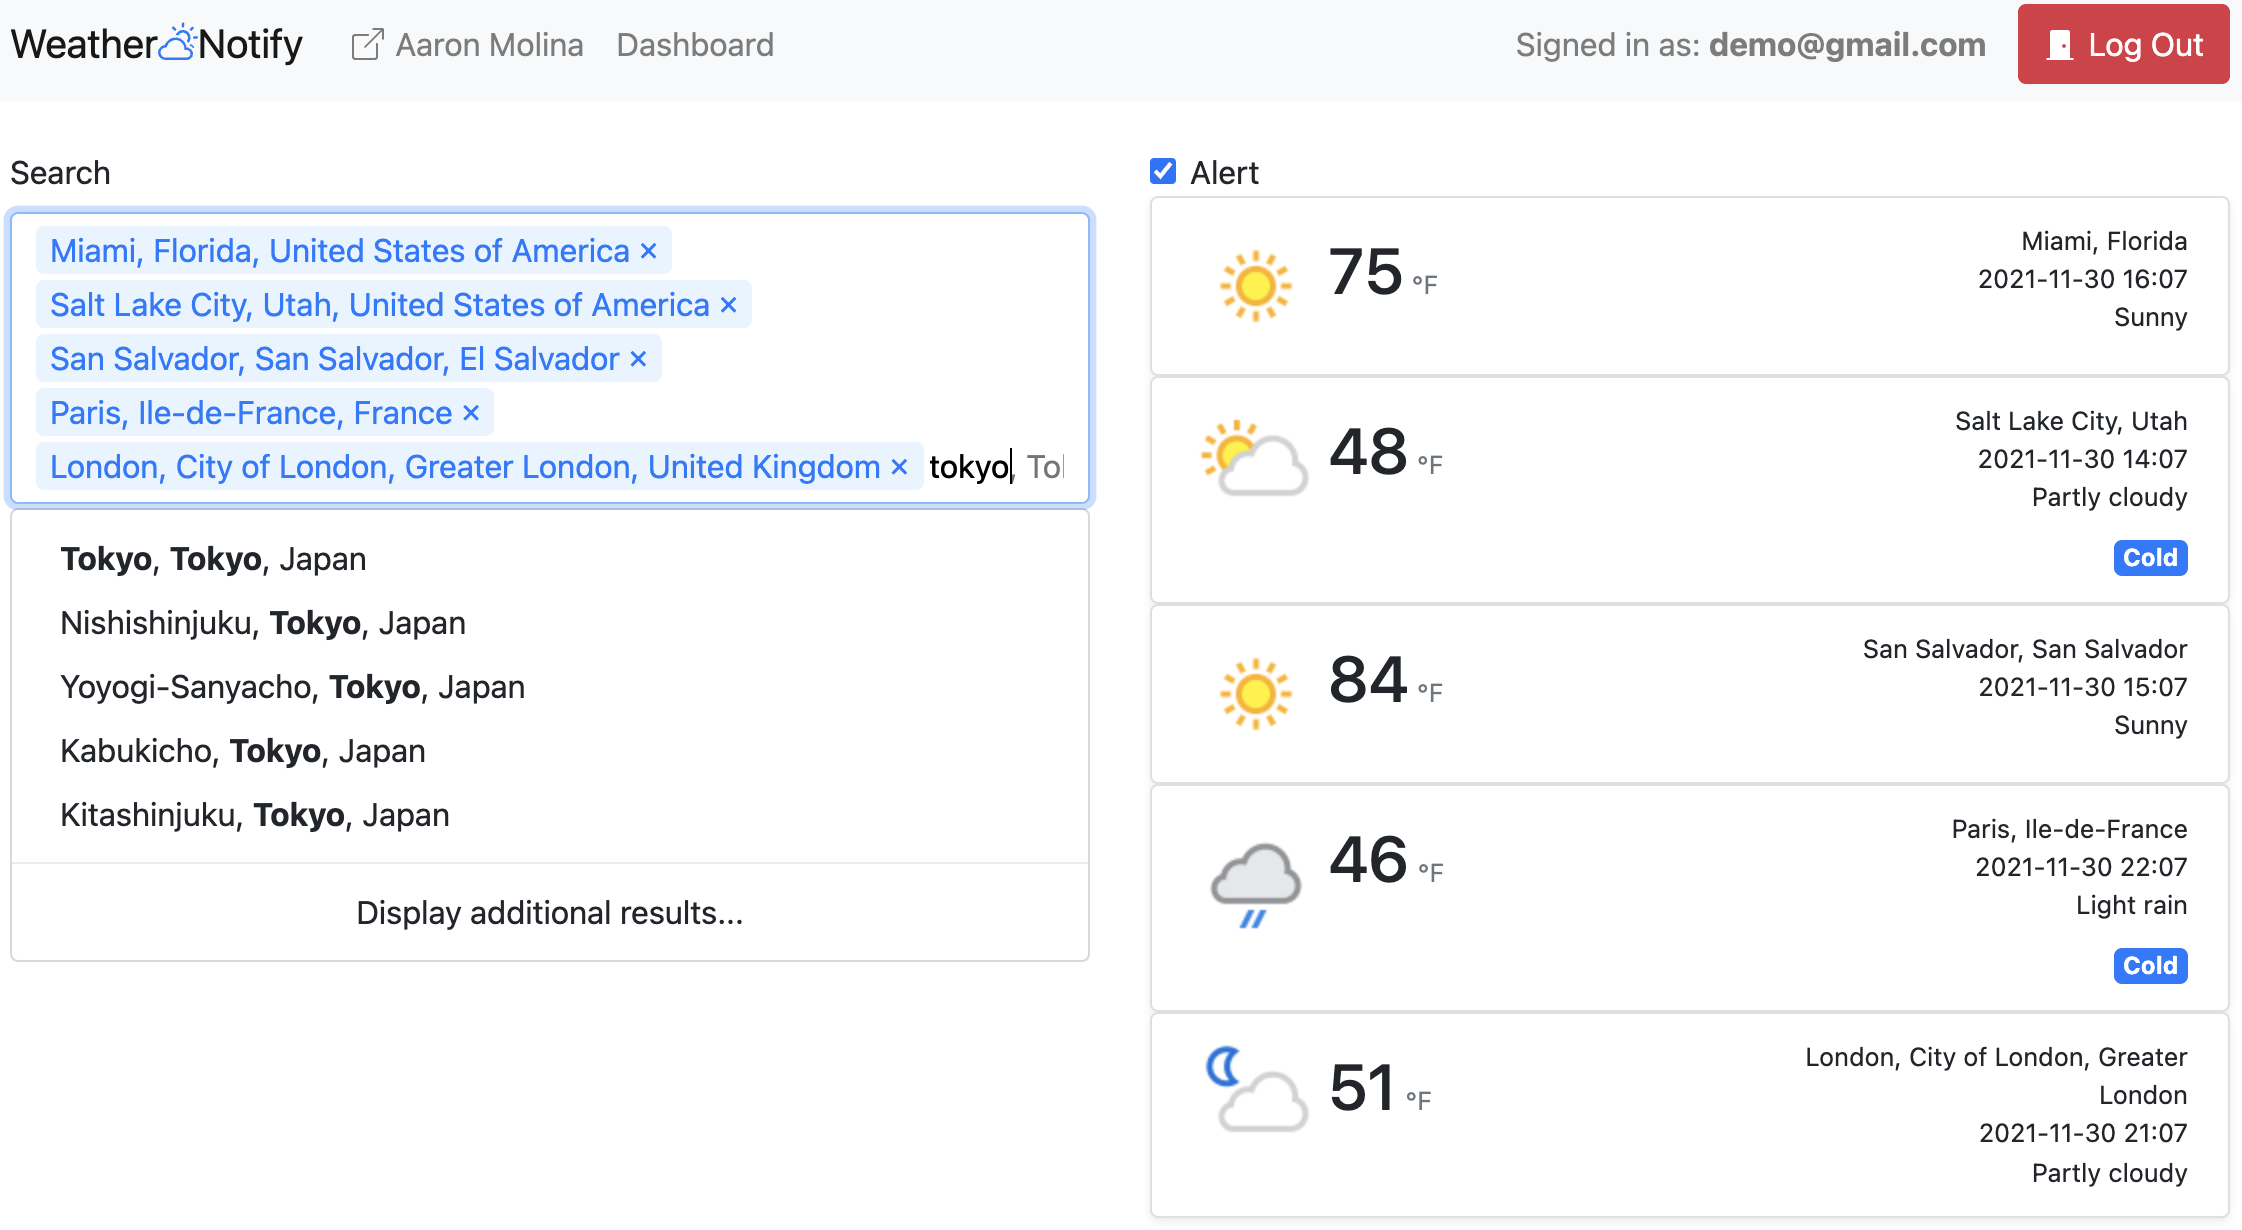 Weather Notify Aaron Molina Dashboard Signed in as: demo@gmail.com Log Out
Search
Miami, Florida, United States of America ×
Salt Lake City, Utah, United States of America ×
San Salvador, San Salvador, El Salvador ×
Paris, Ile-de-France, France ×
London, City of London, Greater London, United Kingdom × tokyo, To
Tokyo, Tokyo, Japan
Nishishinjuku, Tokyo, Japan
Yoyogi-Sanyacho, Tokyo, Japan
Kabukicho, Tokyo, Japan
Kitashinjuku, Tokyo, Japan
Display additional results...
Alert
75 °F
Miami, Florida
2021-11-30 16:07
Sunny
48 °F
Salt Lake City, Utah
2021-11-30 14:07
Partly cloudy
Cold
84 °F
San Salvador, San Salvador
2021-11-30 15:07
Sunny
46 °F
Paris, Ile-de-France
2021-11-30 22:07
Light rain
Cold
51 °F
London, City of London, Greater
London
2021-11-30 21:07
Partly cloudy